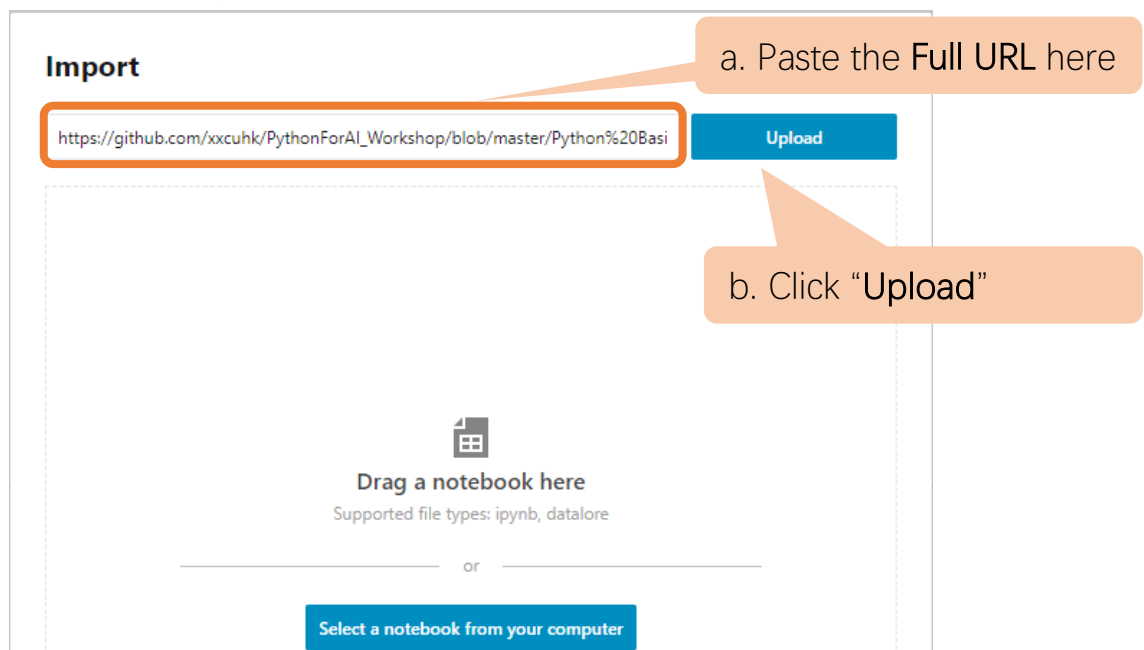 a. Paste the Full URL here
Import
https://github.com/xxcuhk/PythonForAI_Workshop/blob/master/Python%20Basi
Upload
b. Click “Upload”
Drag a notebook here
Supported file types: ipynb, datalore
or
Select a notebook from your computer